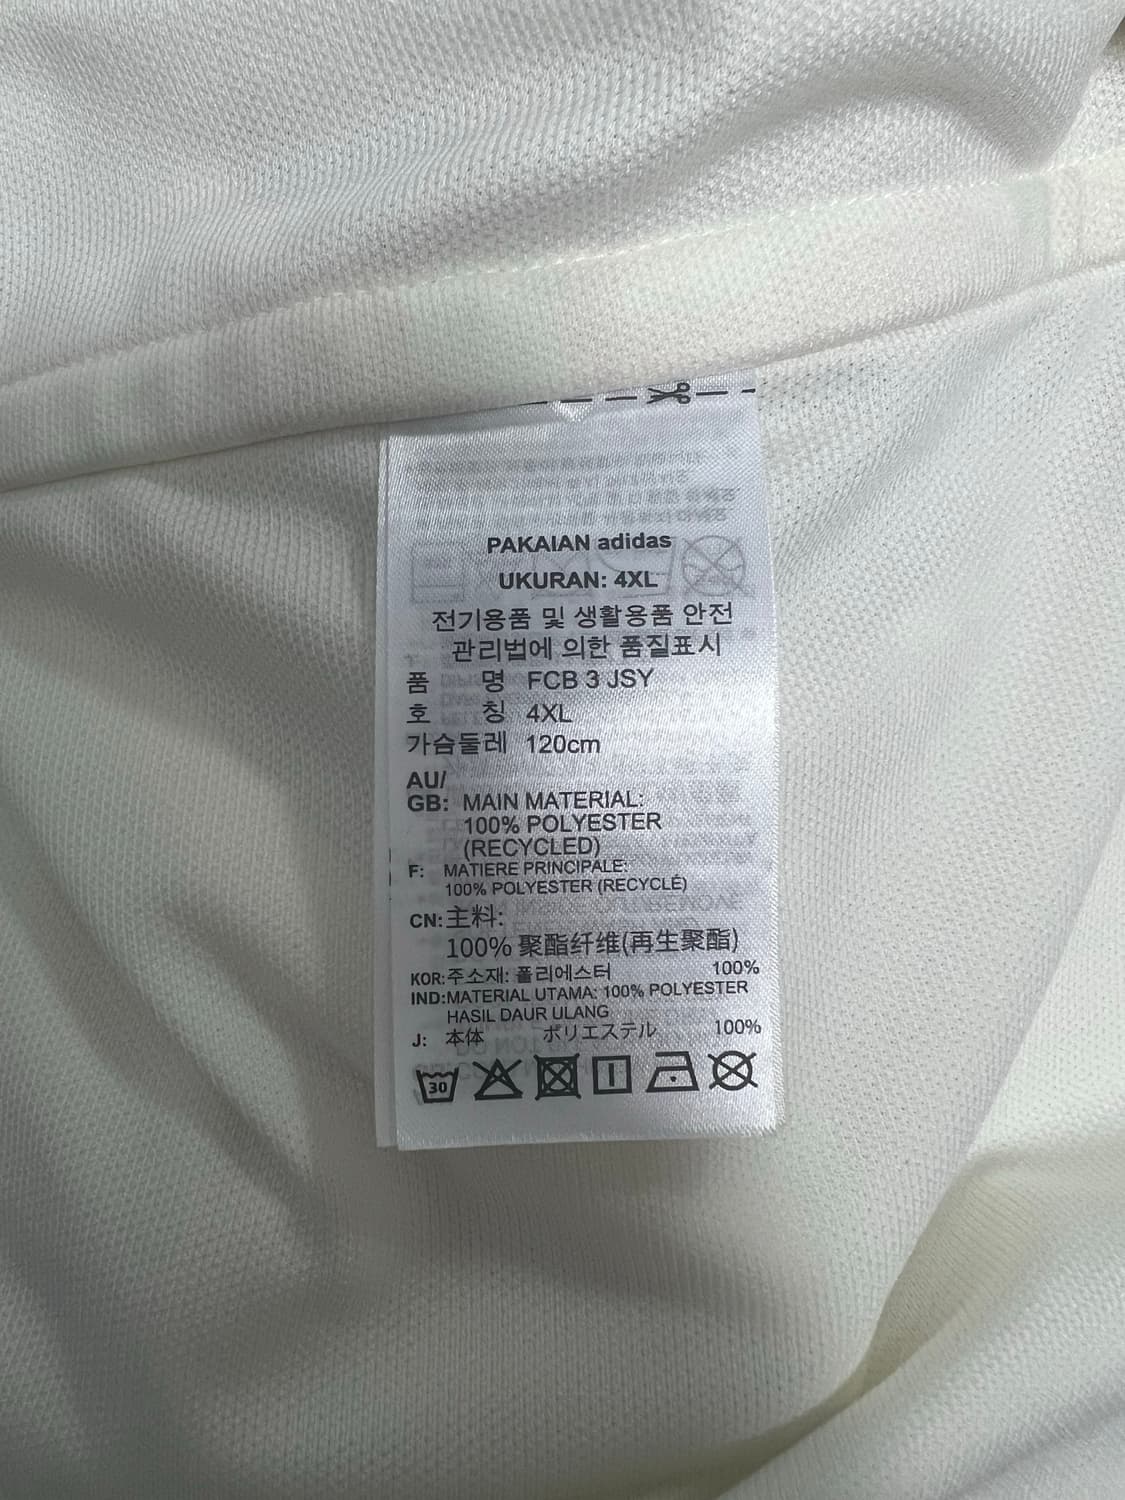 PAKAIAN adidas
UKURAN: 4XL
전기용품 및 생활용품 안전
관리법에 의한 품질표시
품 명 FCB 3 JSY
호 칭 4XL
가슴둘레 120cm
AU/
GB: MAIN MATERIAL:
100% POLYESTER
(RECYCLED)
F: MATIERE PRINCIPALE:
100% POLYESTER (RECYCLÉ)
CN:主料:
100% 聚酯纤维(再生聚酯)
KOR:주소재: 폴리에스터 100%
IND:MATERIAL UTAMA: 100% POLYESTER
HASIL DAUR ULANG
J: 本体 ポリエステル 100%
30